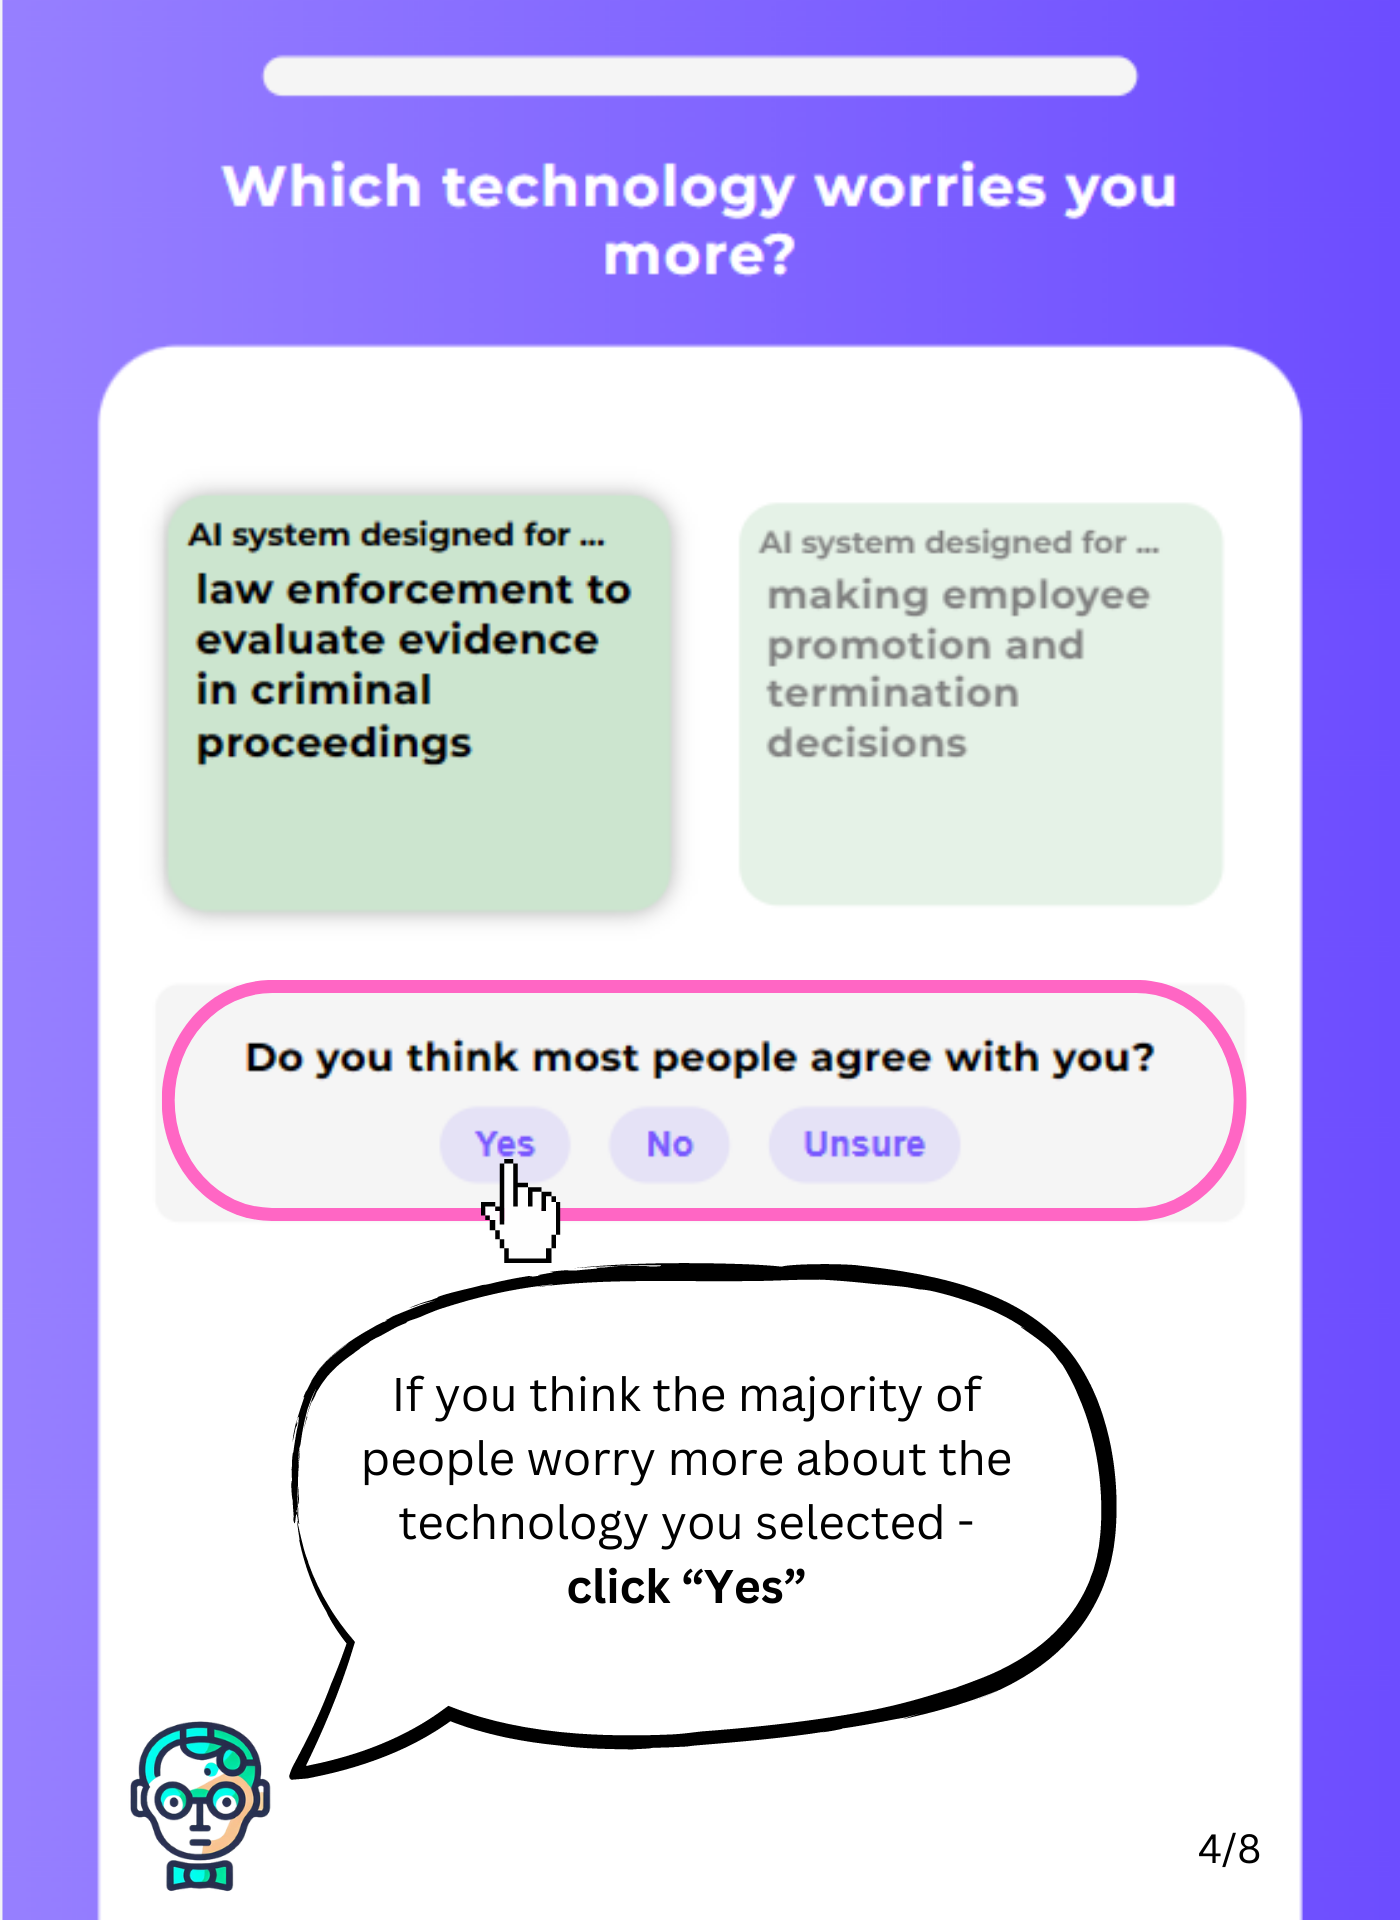 Which technology worries you
more?
AI system designed for ...
law enforcement to
evaluate evidence
in criminal
proceedings
AI system designed for ...
making employee
promotion and
termination
decisions
Do you think most people agree with you?
Yes
No
Unsure
If you think the majority of
people worry more about the
technology you selected -
click “Yes”
4/8